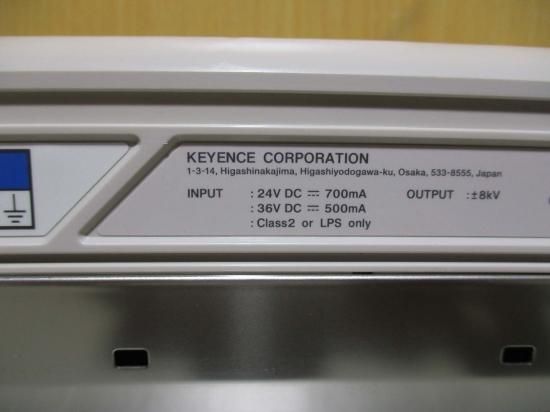 KEYENCE CORPORATION
1-3-14, Higashinakajima, Higashiyodogawa-ku, Osaka, 533-8555, Japan
INPUT : 24V DC ⎓ 700mA OUTPUT : ±8kV
: 36V DC ⎓ 500mA
: Class2 or LPS only